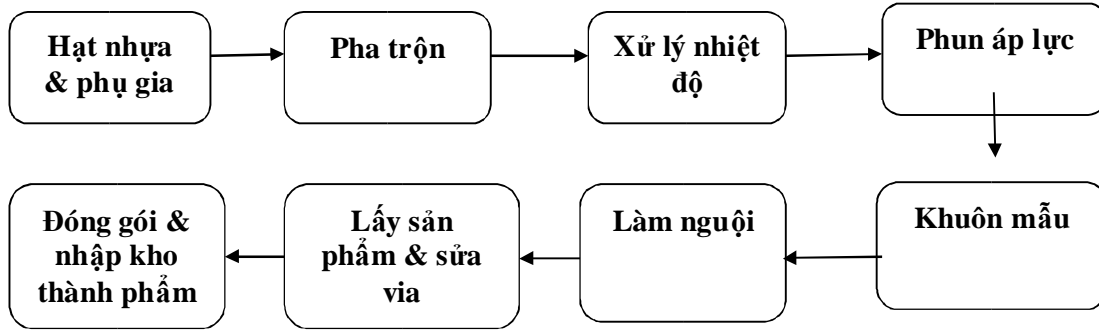 Hạt nhựa
& phụ gia
Pha trộn
Xử lý nhiệt
độ
Phun áp lực
Khuôn mẫu
Làm nguội
Lấy sản
phẩm & sửa
via
Đóng gói &
nhập kho
thành phẩm